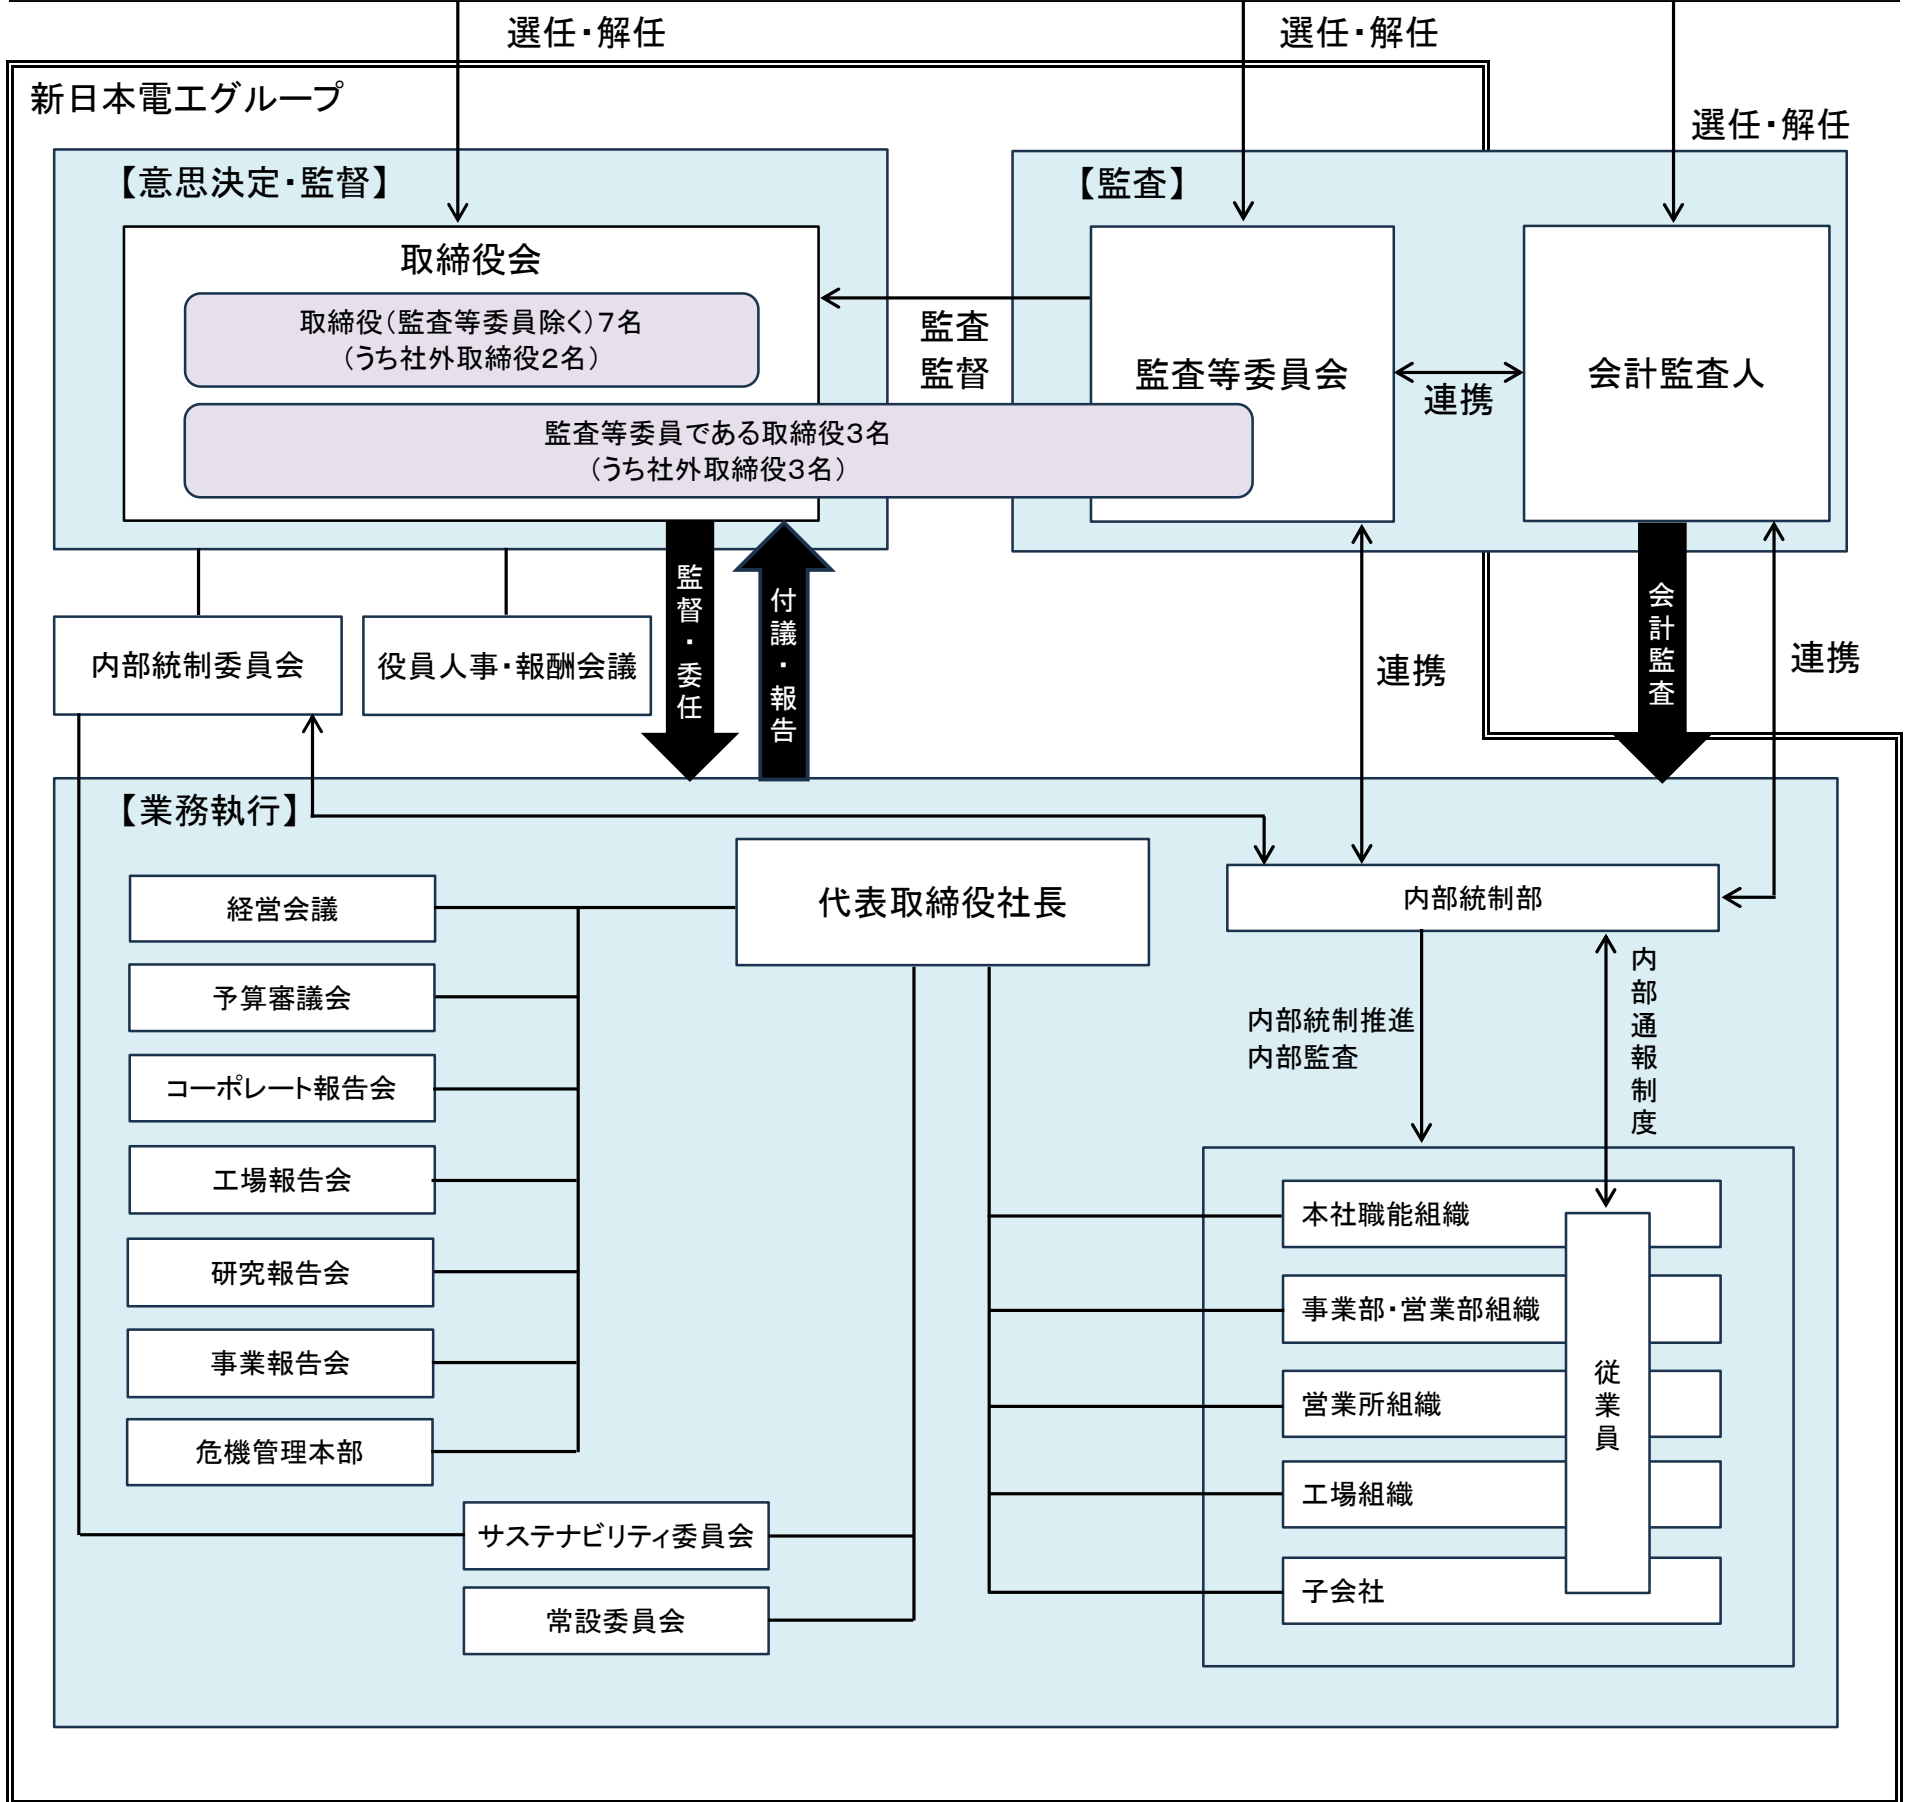 選任・解任
選任・解任
選任・解任
新日本電工グループ
【意思決定・監督】
取締役会
取締役（監査等委員除く）7名
（うち社外取締役2名）
監査等委員である取締役3名
（うち社外取締役3名）
監査
監督
【監査】
監査等委員会
連携
会計監査人
内部統制委員会
役員人事・報酬会議
監督・委任
付議・報告
連携
会計監査
連携
【業務執行】
代表取締役社長
経営会議
予算審議会
コーポレート報告会
工場報告会
研究報告会
事業報告会
危機管理本部
サステナビリティ委員会
常設委員会
内部統制部
内部統制推進
内部監査
内部通報制度
本社職能組織
事業部・営業部組織
営業所組織
工場組織
子会社
従業員